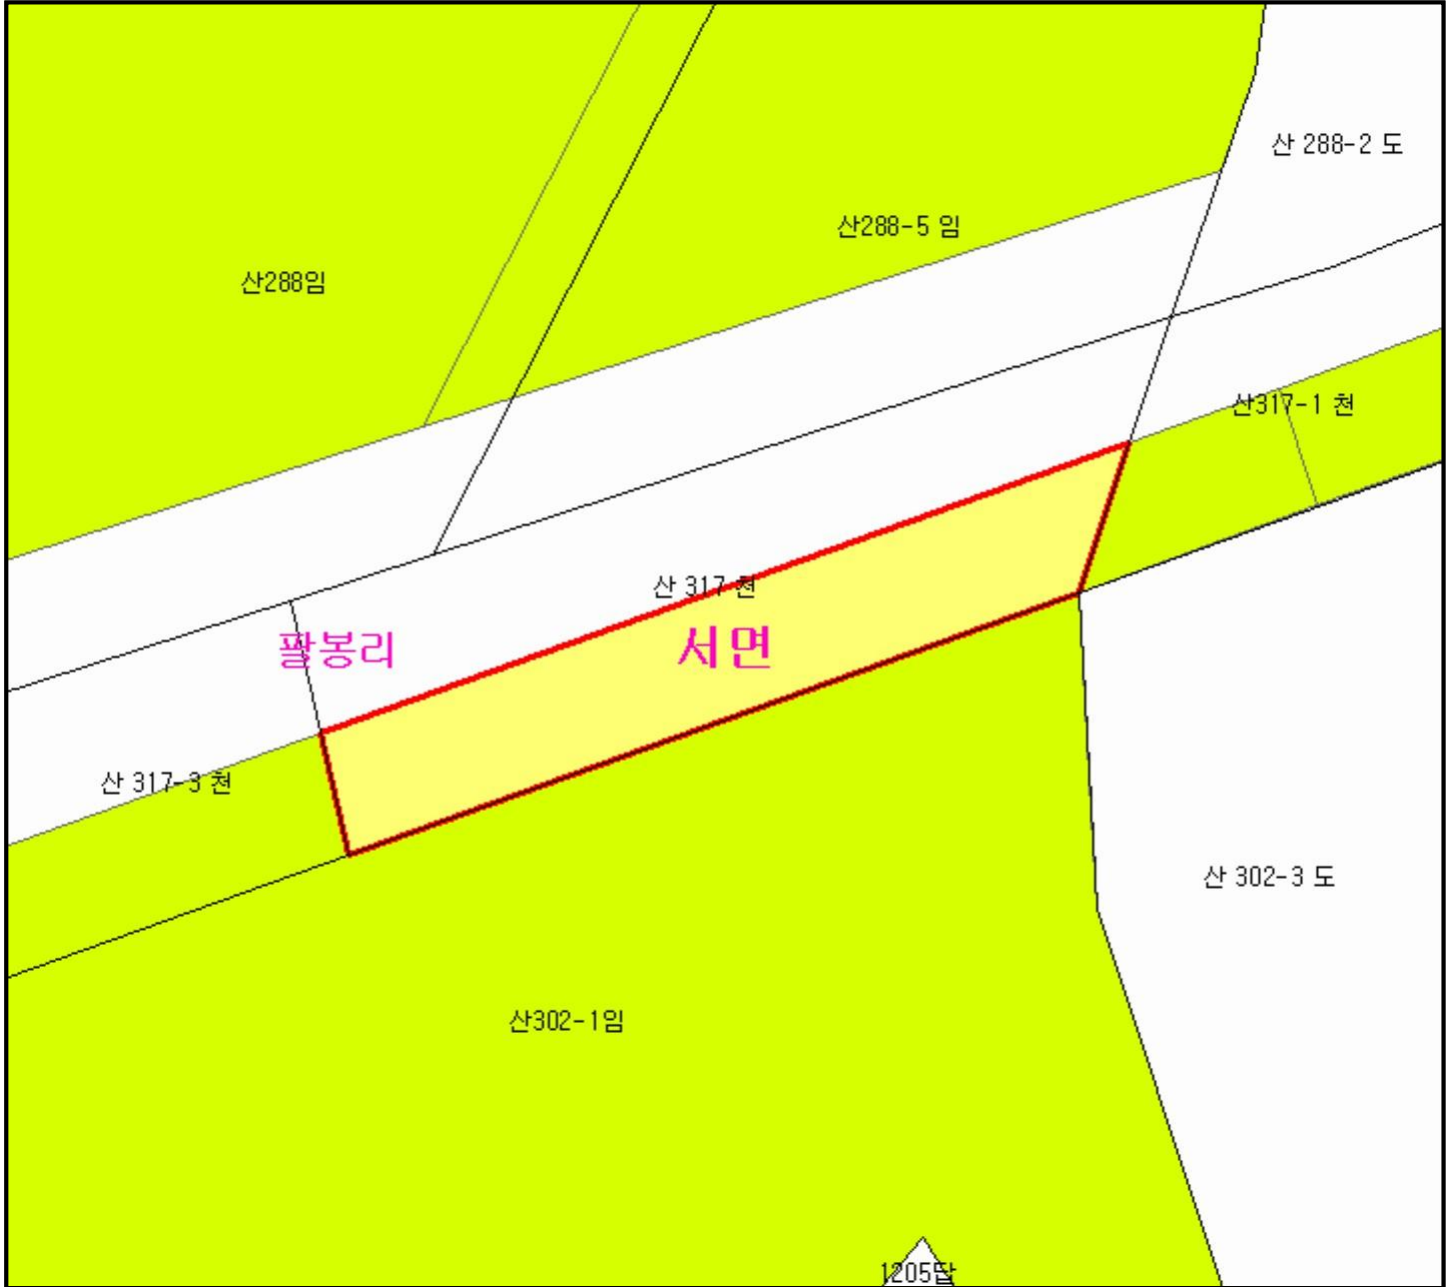 산 288-2 도
산288-5 임
산288임
산317-1 천
산 317 천
팔봉리
서면
산 317-3 천
산 302-3 도
산302-1임
1205답